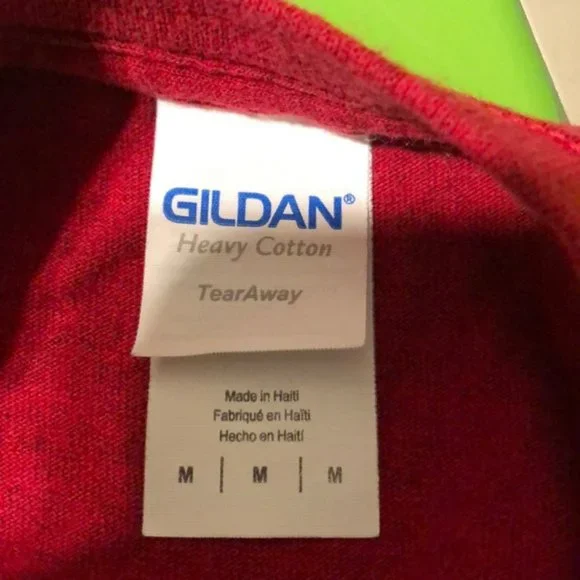 GILDAN®
Heavy Cotton
TearAway
Made in Haiti
Fabriqué en Haïti
Hecho en Haití
M | M | M